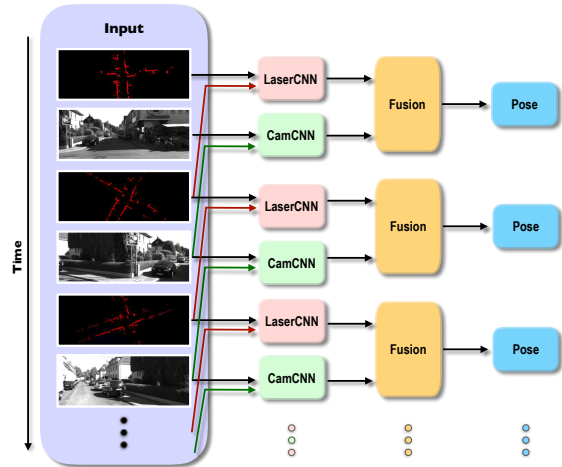 Input
LaserCNN
Fusion
Pose
CamCNN
LaserCNN
Fusion
Pose
CamCNN
Time
LaserCNN
Fusion
Pose
CamCNN